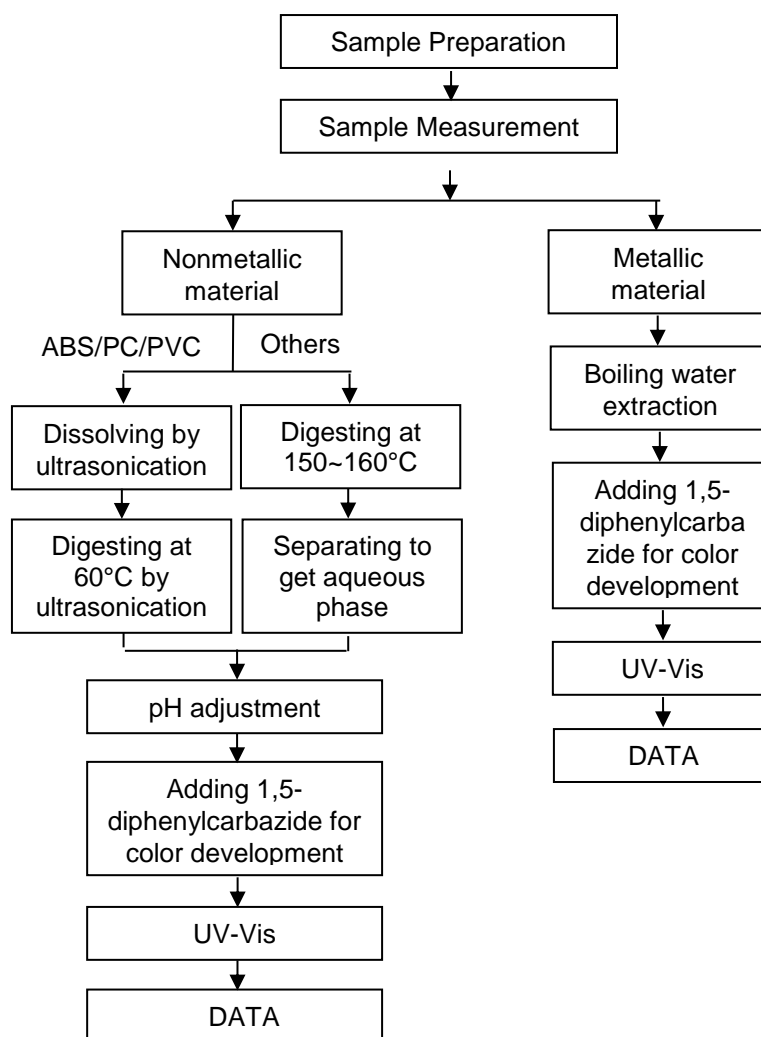 Sample Preparation
Sample Measurement
Nonmetallic
material
Metallic
material
ABS/PC/PVC
Others
Boiling water
extraction
Dissolving by
ultrasonication
Digesting at
150~160°C
Adding 1,5-
diphenylcarba
zide for color
development
Digesting at
60°C by
ultrasonication
Separating to
get aqueous
phase
UV-Vis
pH adjustment
DATA
Adding 1,5-
diphenylcarbazide for
color development
UV-Vis
DATA